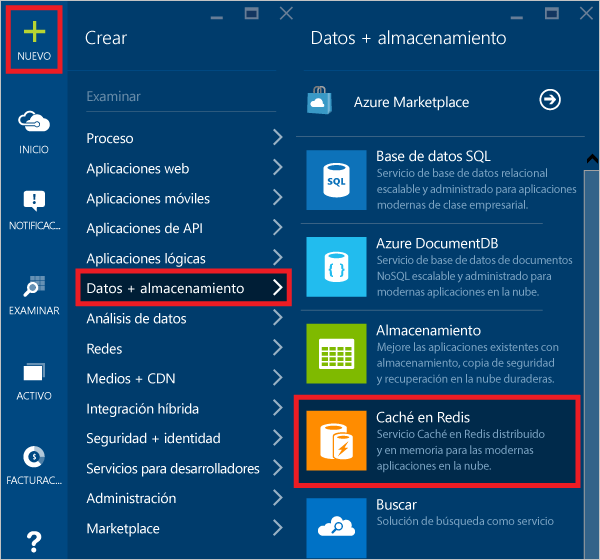 NUEVO
INICIO
NOTIFICAC...
EXAMINAR
ACTIVO
FACTURAC...
?
Crear
Examinar
Proceso
Aplicaciones web
Aplicaciones móviles
Aplicaciones de API
Aplicaciones lógicas
Datos + almacenamiento
Análisis de datos
Redes
Medios + CDN
Integración híbrida
Seguridad + identidad
Servicios para desarrolladores
Administración
Marketplace
Datos + almacenamiento
Azure Marketplace
SQL
Base de datos SQL
Servicio de base de datos relacional
escalable y administrado para aplicaciones
modernas de clase empresarial.
{ }
Azure DocumentDB
Servicio de base de datos de documentos
NoSQL escalable y administrado para
modernas aplicaciones en la nube.
Almacenamiento
Mejore las aplicaciones existentes con
almacenamiento, copia de seguridad
y recuperación en la nube duraderas.
Caché en Redis
Servicio Caché en Redis distribuido
y en memoria para las modernas
aplicaciones en la nube.
Buscar
Solución de búsqueda como servicio